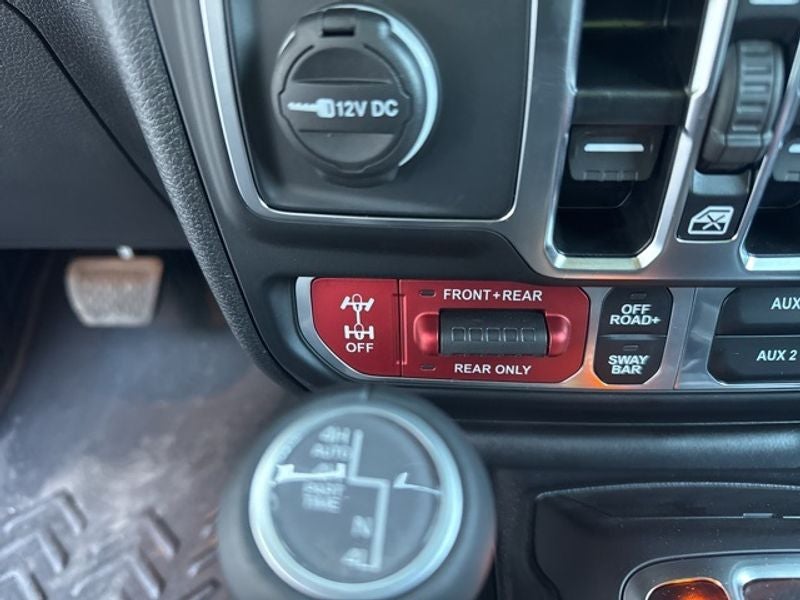 12V DC
OFF
FRONT+REAR
REAR ONLY
OFF
ROAD+
SWAY
BAR
AUX
AUX 2
4H
AUTO
PART
TIME
N